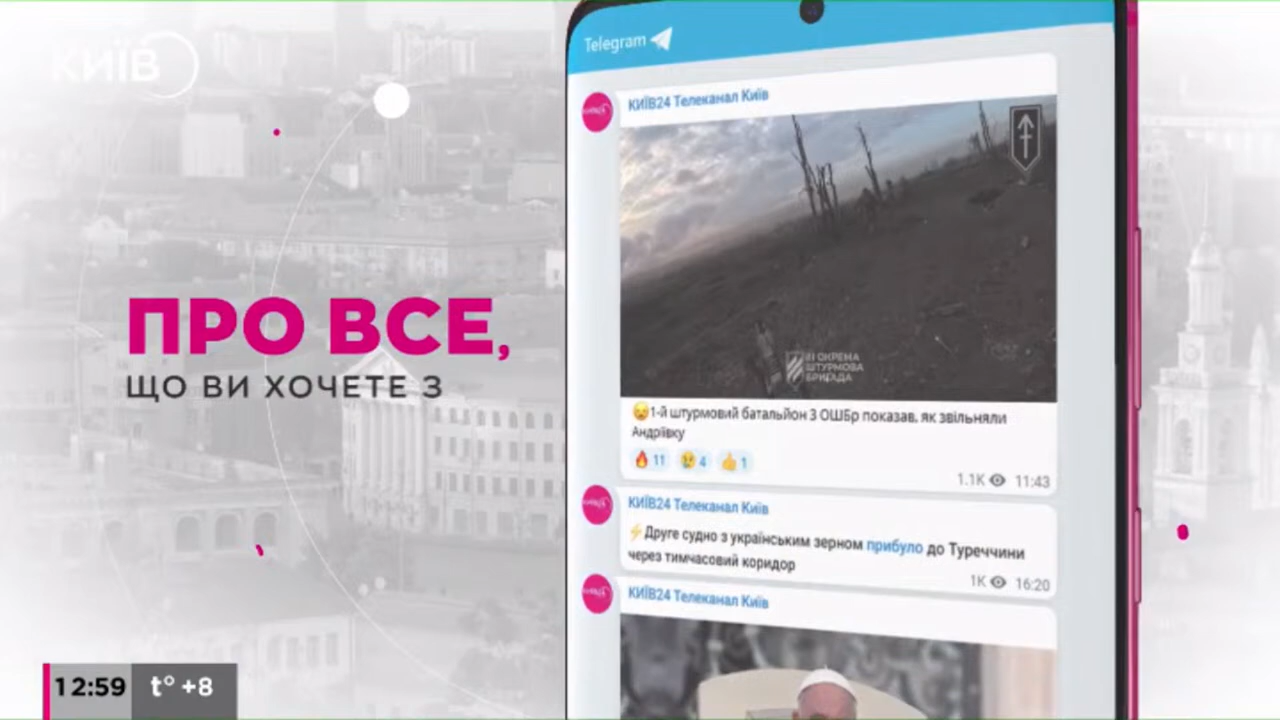 КИЇВ
ПРО ВСЕ,
ЩО ВИ ХОЧЕТЕ З
12:59
t° +8
Telegram
КИЇВ24 Телеканал Київ
ІІІ ОКРЕМА
ШТУРМОВА
БРИГАДА
😧1-й штурмовий батальйон 3 ОШБр показав, як звільняли
Андріївку
🔥 11 😢 4 👍 1
1.1K 11:43
КИЇВ24 Телеканал Київ
⚡Друге судно з українським зерном прибуло до Туреччини
через тимчасовий коридор
1K 16:20
КИЇВ24 Телеканал Київ